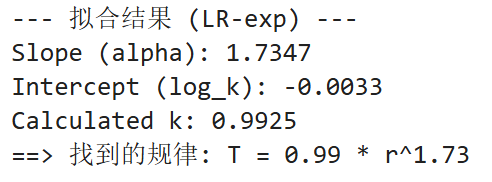 --- 拟合结果 (LR-exp) ---
Slope (alpha): 1.7347
Intercept (log_k): -0.0033
Calculated k: 0.9925
==> 找到的规律: T = 0.99 * r^1.73